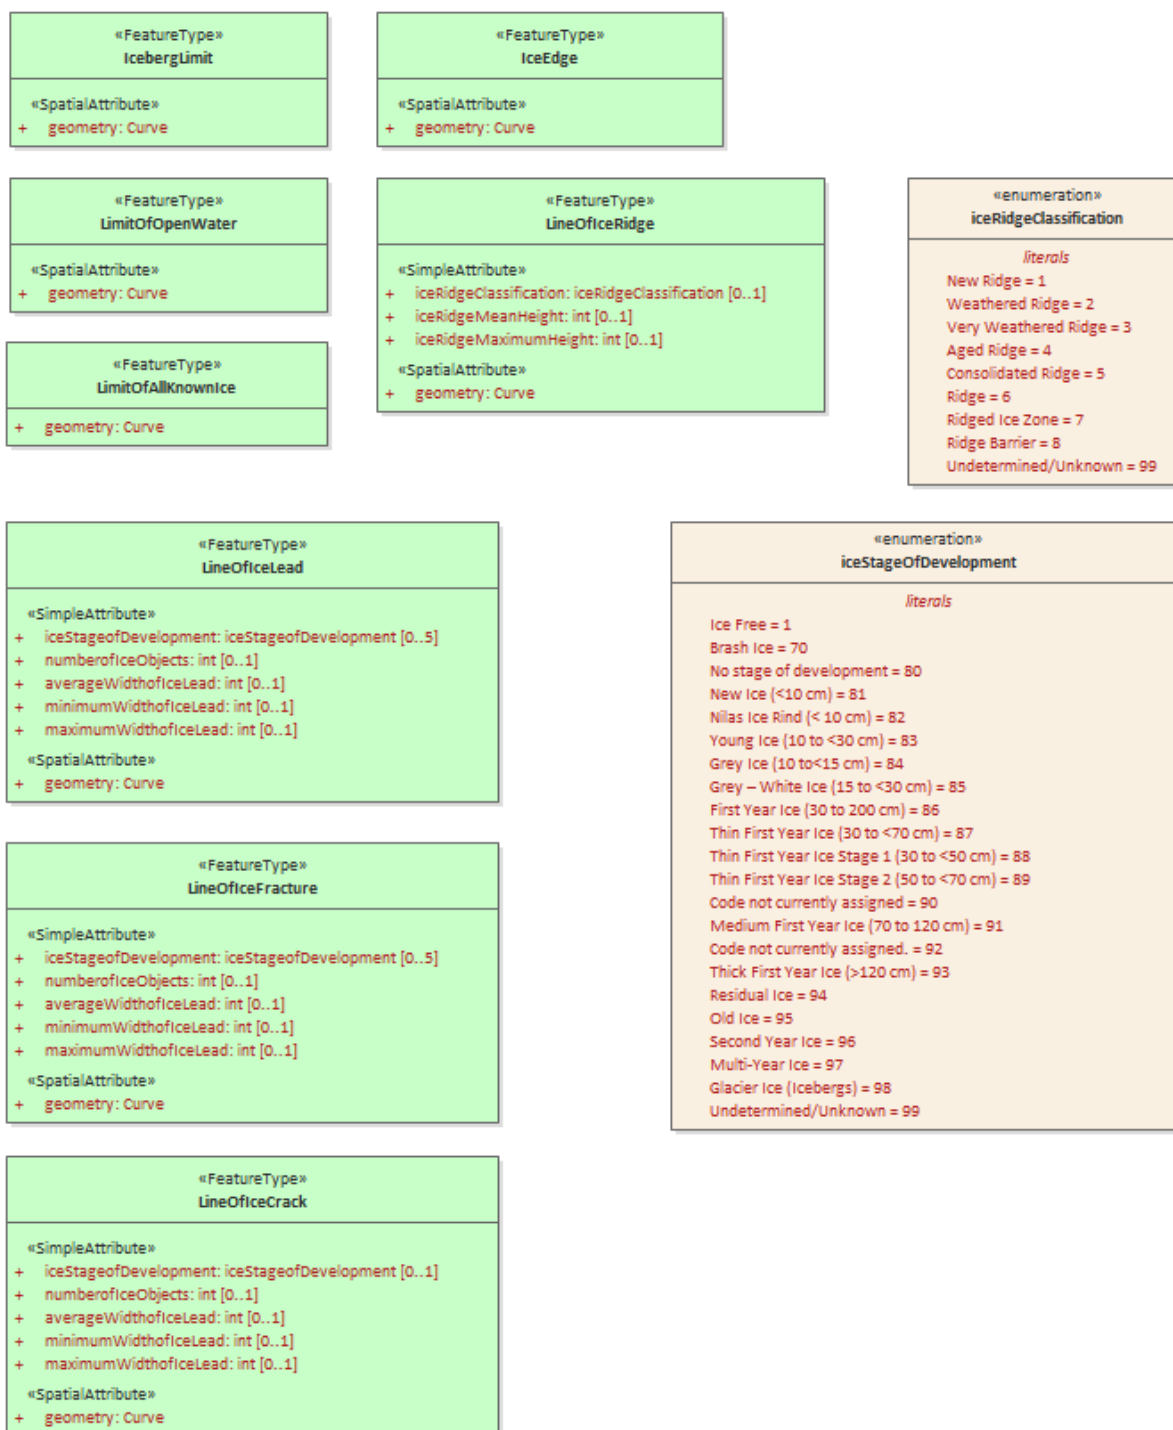 «FeatureType»
IcebergLimit
«SpatialAttribute»
+ geometry: Curve
«FeatureType»
IceEdge
«SpatialAttribute»
+ geometry: Curve
«FeatureType»
LimitOfOpenWater
«SpatialAttribute»
+ geometry: Curve
«FeatureType»
LimitOfAllKnownIce
+ geometry: Curve
«FeatureType»
LineOfIceRidge
«SimpleAttribute»
+ iceRidgeClassification: iceRidgeClassification [0..1]
+ iceRidgeMeanHeight: int [0..1]
+ iceRidgeMaximumHeight: int [0..1]
«SpatialAttribute»
+ geometry: Curve
«enumeration»
iceRidgeClassification
literals
New Ridge = 1
Weathered Ridge = 2
Very Weathered Ridge = 3
Aged Ridge = 4
Consolidated Ridge = 5
Ridge = 6
Ridged Ice Zone = 7
Ridge Barrier = 8
Undetermined/Unknown = 99
«FeatureType»
LineOfIceLead
«SimpleAttribute»
+ iceStageofDevelopment: iceStageofDevelopment [0..5]
+ numberofIceObjects: int [0..1]
+ averageWidthofIceLead: int [0..1]
+ minimumWidthofIceLead: int [0..1]
+ maximumWidthofIceLead: int [0..1]
«SpatialAttribute»
+ geometry: Curve
«FeatureType»
LineOfIceFracture
«SimpleAttribute»
+ iceStageofDevelopment: iceStageofDevelopment [0..5]
+ numberofIceObjects: int [0..1]
+ averageWidthofIceLead: int [0..1]
+ minimumWidthofIceLead: int [0..1]
+ maximumWidthofIceLead: int [0..1]
«SpatialAttribute»
+ geometry: Curve
«FeatureType»
LineOfIceCrack
«SimpleAttribute»
+ iceStageofDevelopment: iceStageofDevelopment [0..1]
+ numberofIceObjects: int [0..1]
+ averageWidthofIceLead: int [0..1]
+ minimumWidthofIceLead: int [0..1]
+ maximumWidthofIceLead: int [0..1]
«SpatialAttribute»
+ geometry: Curve
«enumeration»
iceStageOfDevelopment
literals
Ice Free = 1
Brash Ice = 70
No stage of development = 80
New Ice (<10 cm) = 81
Nilas Ice Rind (< 10 cm) = 82
Young Ice (10 to <30 cm) = 83
Grey Ice (10 to<15 cm) = 84
Grey – White Ice (15 to <30 cm) = 85
First Year Ice (30 to 200 cm) = 86
Thin First Year Ice (30 to <70 cm) = 87
Thin First Year Ice Stage 1 (30 to <50 cm) = 88
Thin First Year Ice Stage 2 (50 to <70 cm) = 89
Code not currently assigned = 90
Medium First Year Ice (70 to 120 cm) = 91
Code not currently assigned. = 92
Thick First Year Ice (>120 cm) = 93
Residual Ice = 94
Old Ice = 95
Second Year Ice = 96
Multi-Year Ice = 97
Glacier Ice (Icebergs) = 98
Undetermined/Unknown = 99